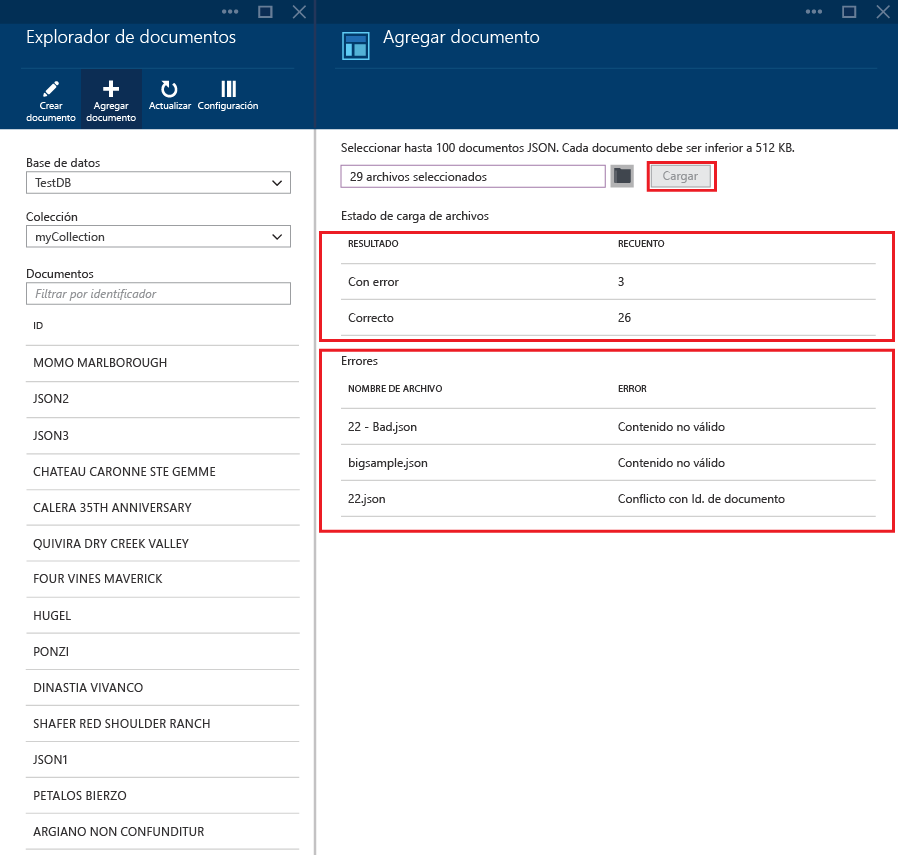 Explorador de documentos
Crear documento
Agregar documento
Actualizar
Configuración
Base de datos
TestDB
Colección
myCollection
Documentos
Filtrar por identificador
ID
MOMO MARLBOROUGH
JSON2
JSON3
CHATEAU CARONNE STE GEMME
CALERA 35TH ANNIVERSARY
QUIVIRA DRY CREEK VALLEY
FOUR VINES MAVERICK
HUGEL
PONZI
DINASTIA VIVANCO
SHAFER RED SHOULDER RANCH
JSON1
PETALOS BIERZO
ARGIANO NON CONFUNDITUR
Agregar documento
Seleccionar hasta 100 documentos JSON. Cada documento debe ser inferior a 512 KB.
29 archivos seleccionados
Cargar
Estado de carga de archivos
RESULTADO RECUENTO
Con error 3
Correcto 26
Errores
NOMBRE DE ARCHIVO ERROR
22 - Bad.json Contenido no válido
bigsample.json Contenido no válido
22.json Conflicto con Id. de documento